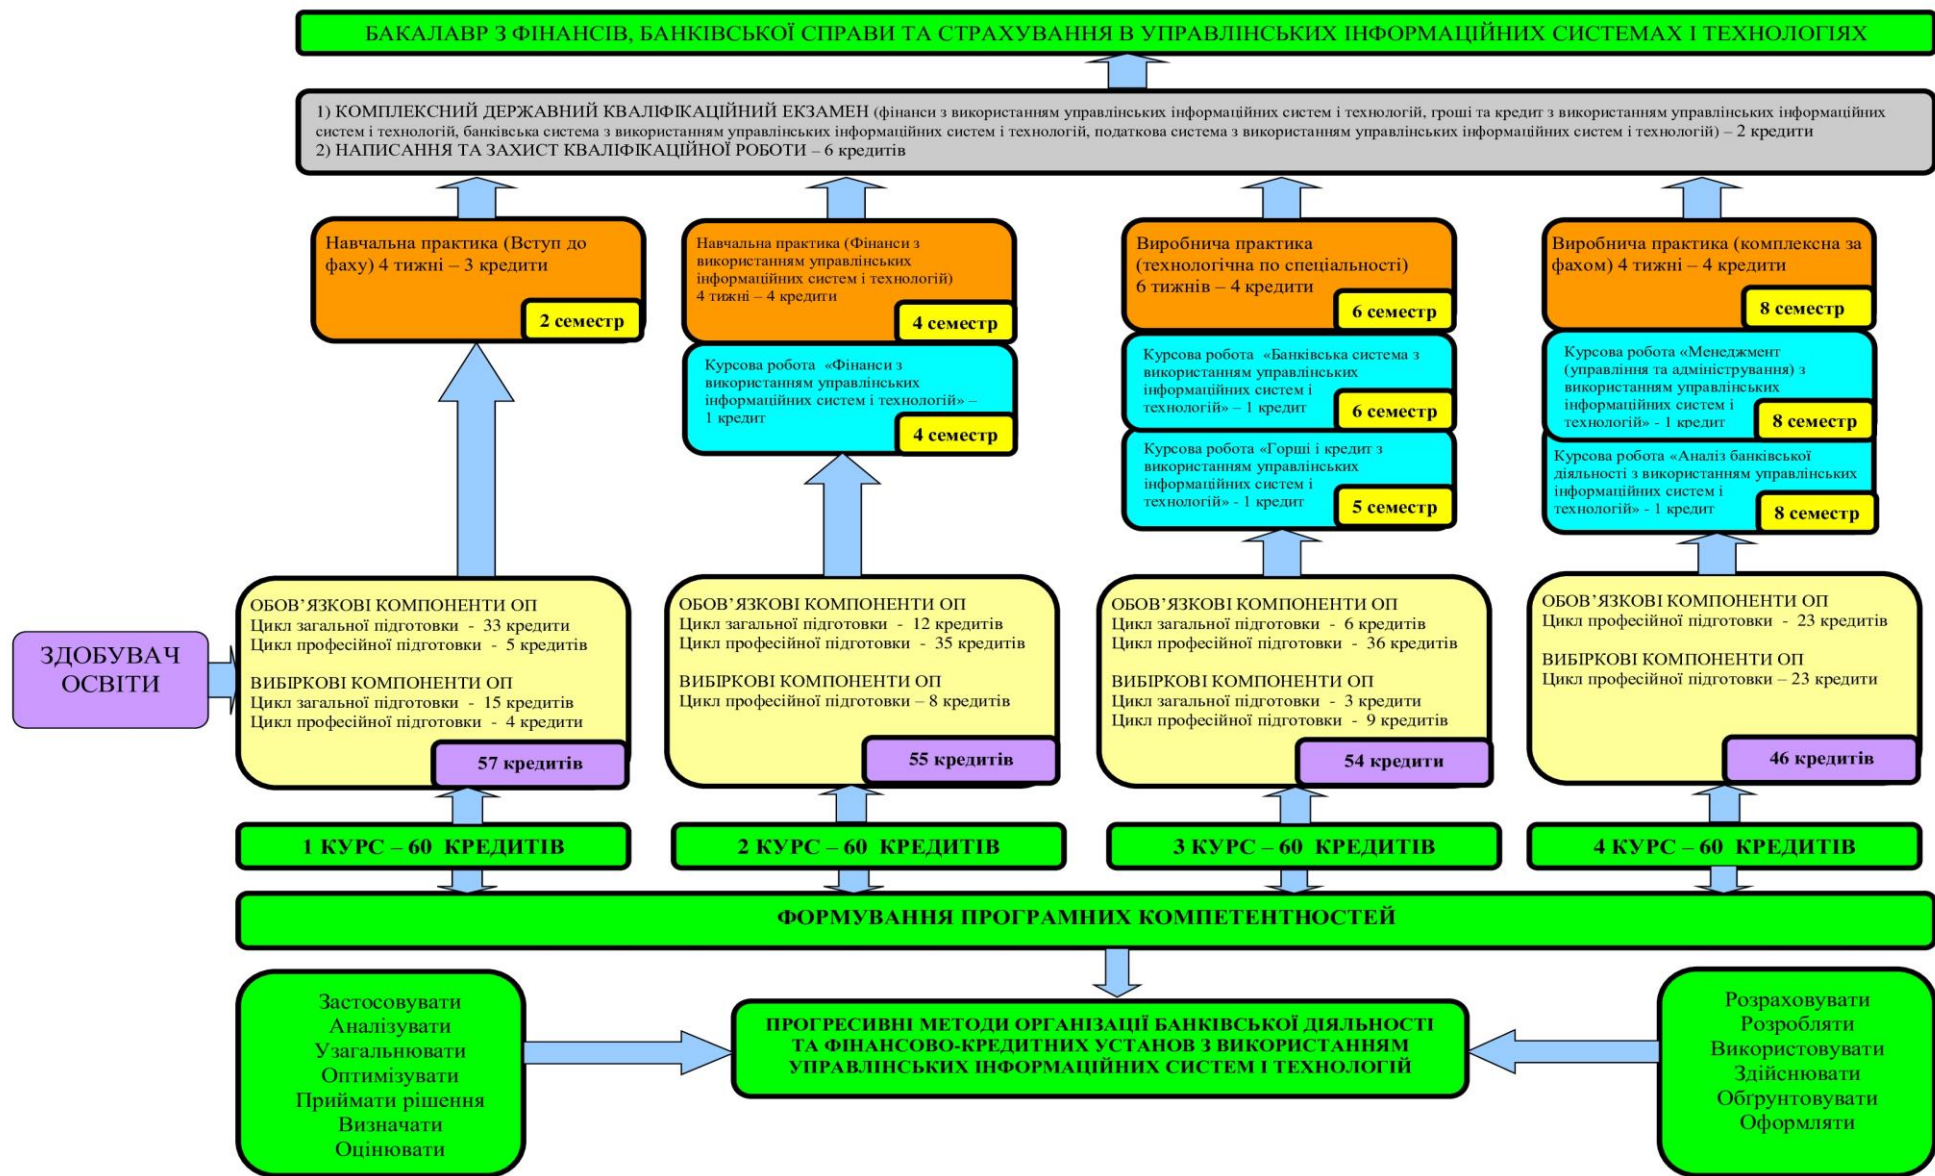 БАКАЛАВР З ФІНАНСІВ, БАНКІВСЬКОЇ СПРАВИ ТА СТРАХУВАННЯ В УПРАВЛІНСЬКИХ ІНФОРМАЦІЙНИХ СИСТЕМАХ І ТЕХНОЛОГІЯХ
1) КОМПЛЕКСНИЙ ДЕРЖАВНИЙ КВАЛІФІКАЦІЙНИЙ ЕКЗАМЕН (фінанси з використанням управлінських інформаційних систем і технологій, гроші та кредит з використанням управлінських інформаційних
систем і технологій, банківська система з використанням управлінських інформаційних систем і технологій, податкова система з використанням управлінських інформаційних систем і технологій) – 2 кредити
2) НАПИСАННЯ ТА ЗАХИСТ КВАЛІФІКАЦІЙНОЇ РОБОТИ – 6 кредитів
Навчальна практика (Вступ до
фаху) 4 тижні – 3 кредити
2 семестр
Навчальна практика (Фінанси з
використанням управлінських
інформаційних систем і технологій)
4 тижні – 4 кредити
4 семестр
Курсова робота «Фінанси з
використанням управлінських
інформаційних систем і технологій» –
1 кредит
4 семестр
Виробнича практика
(технологічна по спеціальності)
6 тижнів – 4 кредити
6 семестр
Курсова робота «Банківська система з
використанням управлінських
інформаційних систем і
технологій» – 1 кредит
6 семестр
Курсова робота «Горші і кредит з
використанням управлінських
інформаційних систем і
технологій» - 1 кредит
5 семестр
Виробнича практика (комплексна за
фахом) 4 тижні – 4 кредити
8 семестр
Курсова робота «Менеджмент
(управління та адміністрування) з
використанням управлінських
інформаційних систем і
технологій» - 1 кредит
8 семестр
Курсова робота «Аналіз банківської
діяльності з використанням управлінських
інформаційних систем і
технологій» - 1 кредит
8 семестр
ЗДОБУВАЧ
ОСВІТИ
ОБОВ’ЯЗКОВІ КОМПОНЕНТИ ОП
Цикл загальної підготовки - 33 кредити
Цикл професійної підготовки - 5 кредитів
ВИБІРКОВІ КОМПОНЕНТИ ОП
Цикл загальної підготовки - 15 кредитів
Цикл професійної підготовки - 4 кредити
57 кредитів
ОБОВ’ЯЗКОВІ КОМПОНЕНТИ ОП
Цикл загальної підготовки - 12 кредитів
Цикл професійної підготовки - 35 кредитів
ВИБІРКОВІ КОМПОНЕНТИ ОП
Цикл професійної підготовки – 8 кредитів
55 кредитів
ОБОВ’ЯЗКОВІ КОМПОНЕНТИ ОП
Цикл загальної підготовки - 6 кредитів
Цикл професійної підготовки - 36 кредитів
ВИБІРКОВІ КОМПОНЕНТИ ОП
Цикл загальної підготовки - 3 кредити
Цикл професійної підготовки - 9 кредитів
54 кредити
ОБОВ’ЯЗКОВІ КОМПОНЕНТИ ОП
Цикл професійної підготовки - 23 кредитів
ВИБІРКОВІ КОМПОНЕНТИ ОП
Цикл професійної підготовки – 23 кредити
46 кредитів
1 КУРС – 60 КРЕДИТІВ
2 КУРС – 60 КРЕДИТІВ
3 КУРС – 60 КРЕДИТІВ
4 КУРС – 60 КРЕДИТІВ
ФОРМУВАННЯ ПРОГРАМНИХ КОМПЕТЕНТНОСТЕЙ
Застосовувати
Аналізувати
Узагальнювати
Оптимізувати
Приймати рішення
Визначати
Оцінювати
ПРОГРЕСИВНІ МЕТОДИ ОРГАНІЗАЦІЇ БАНКІВСЬКОЇ ДІЯЛЬНОСТІ
ТА ФІНАНСОВО-КРЕДИТНИХ УСТАНОВ З ВИКОРИСТАННЯМ
УПРАВЛІНСЬКИХ ІНФОРМАЦІЙНИХ СИСТЕМ І ТЕХНОЛОГІЙ
Розраховувати
Розробляти
Використовувати
Здійснювати
Обґрунтовувати
Оформляти